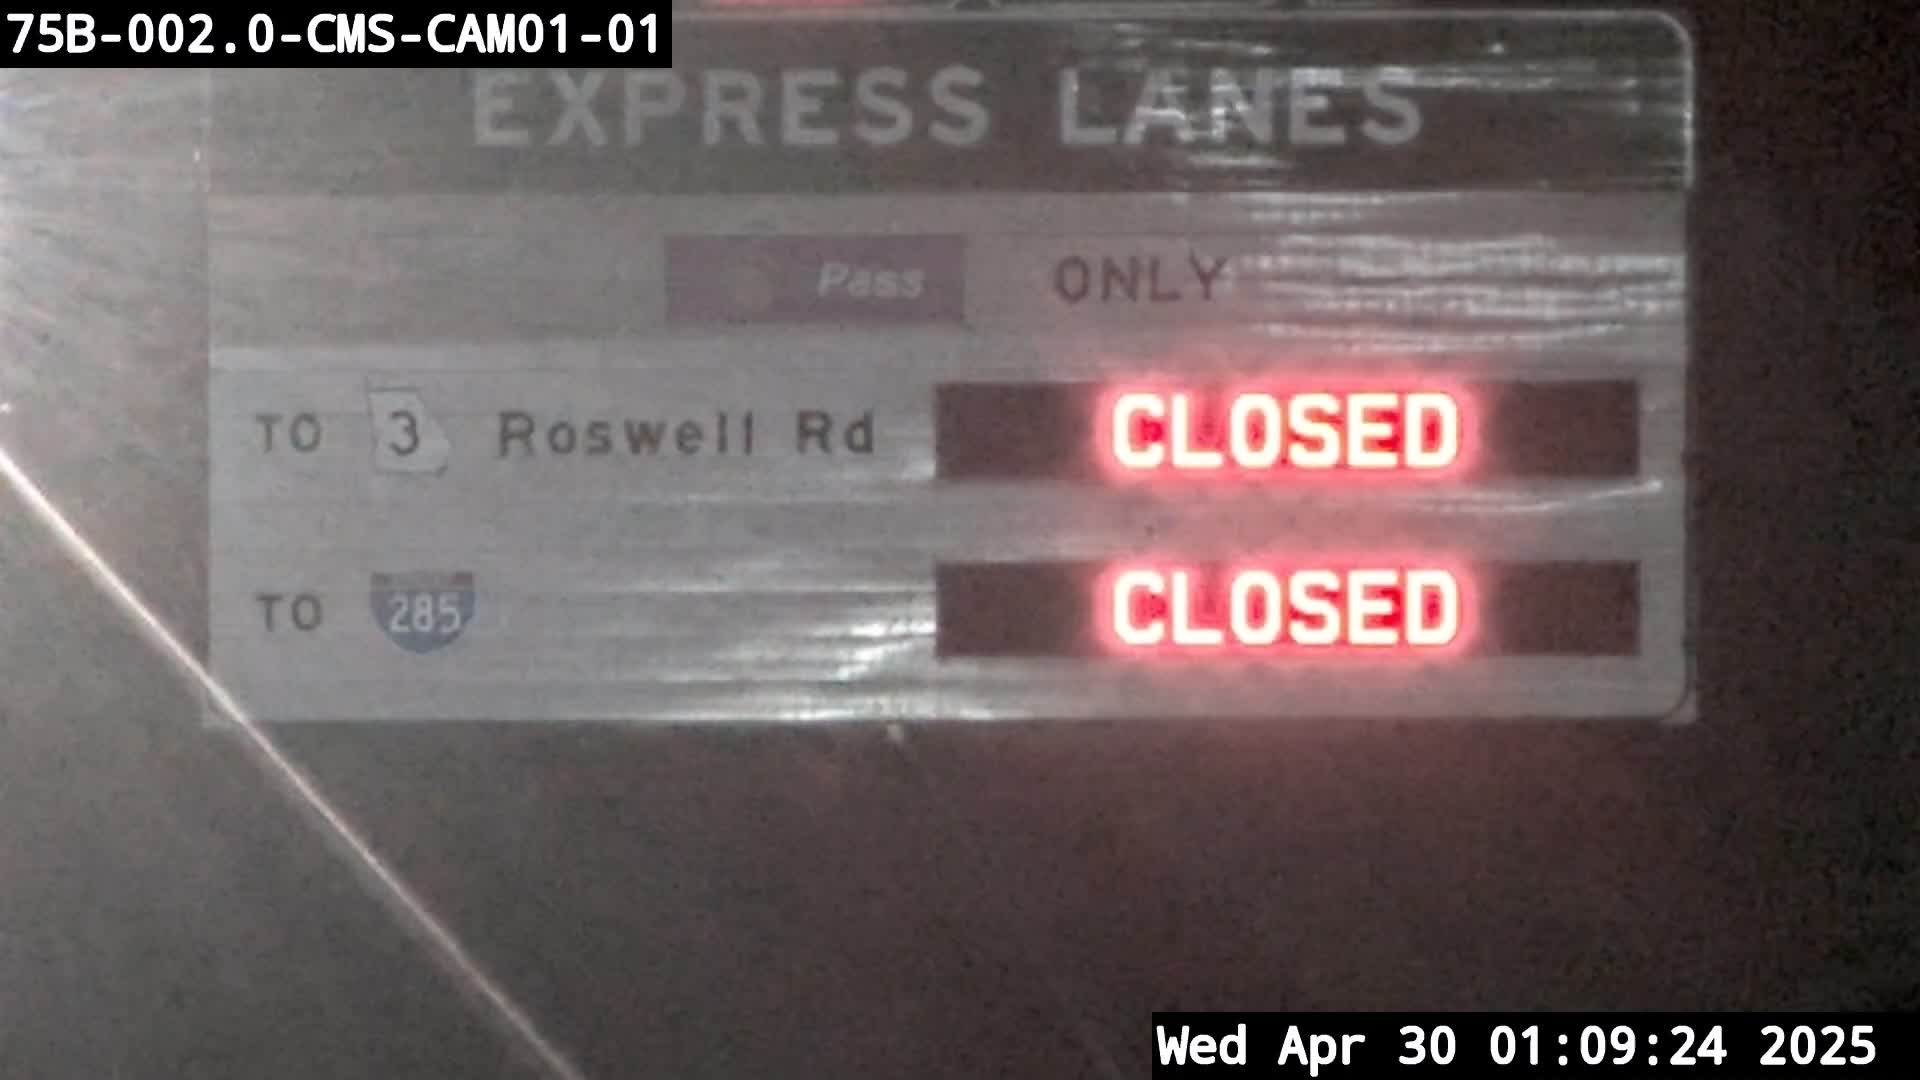 75B-002.0-CMS-CAM01-01
EXPRESS LANES
Pass ONLY
TO 3 Roswell Rd CLOSED
TO 285 CLOSED
Wed Apr 30 01:09:24 2025